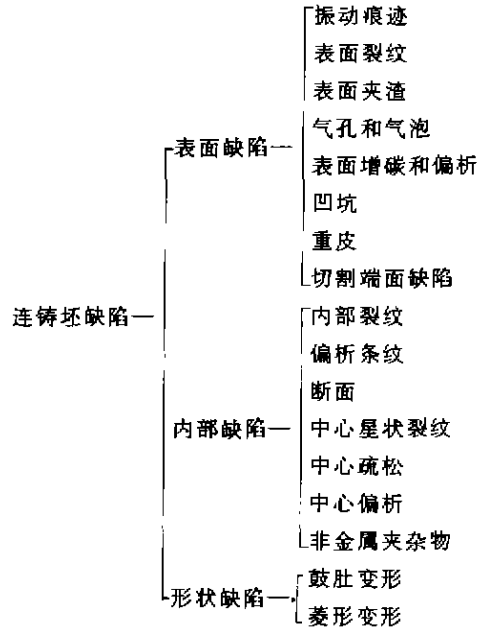 振动痕迹
表面裂纹
表面夹渣
气孔和气泡
表面缺陷
表面增碳和偏析
凹坑
重皮
切割端面缺陷
连铸坯缺陷
内部裂纹
偏析条纹
断面
内部缺陷
中心星状裂纹
中心疏松
中心偏析
非金属夹杂物
形状缺陷
鼓肚变形
菱形变形